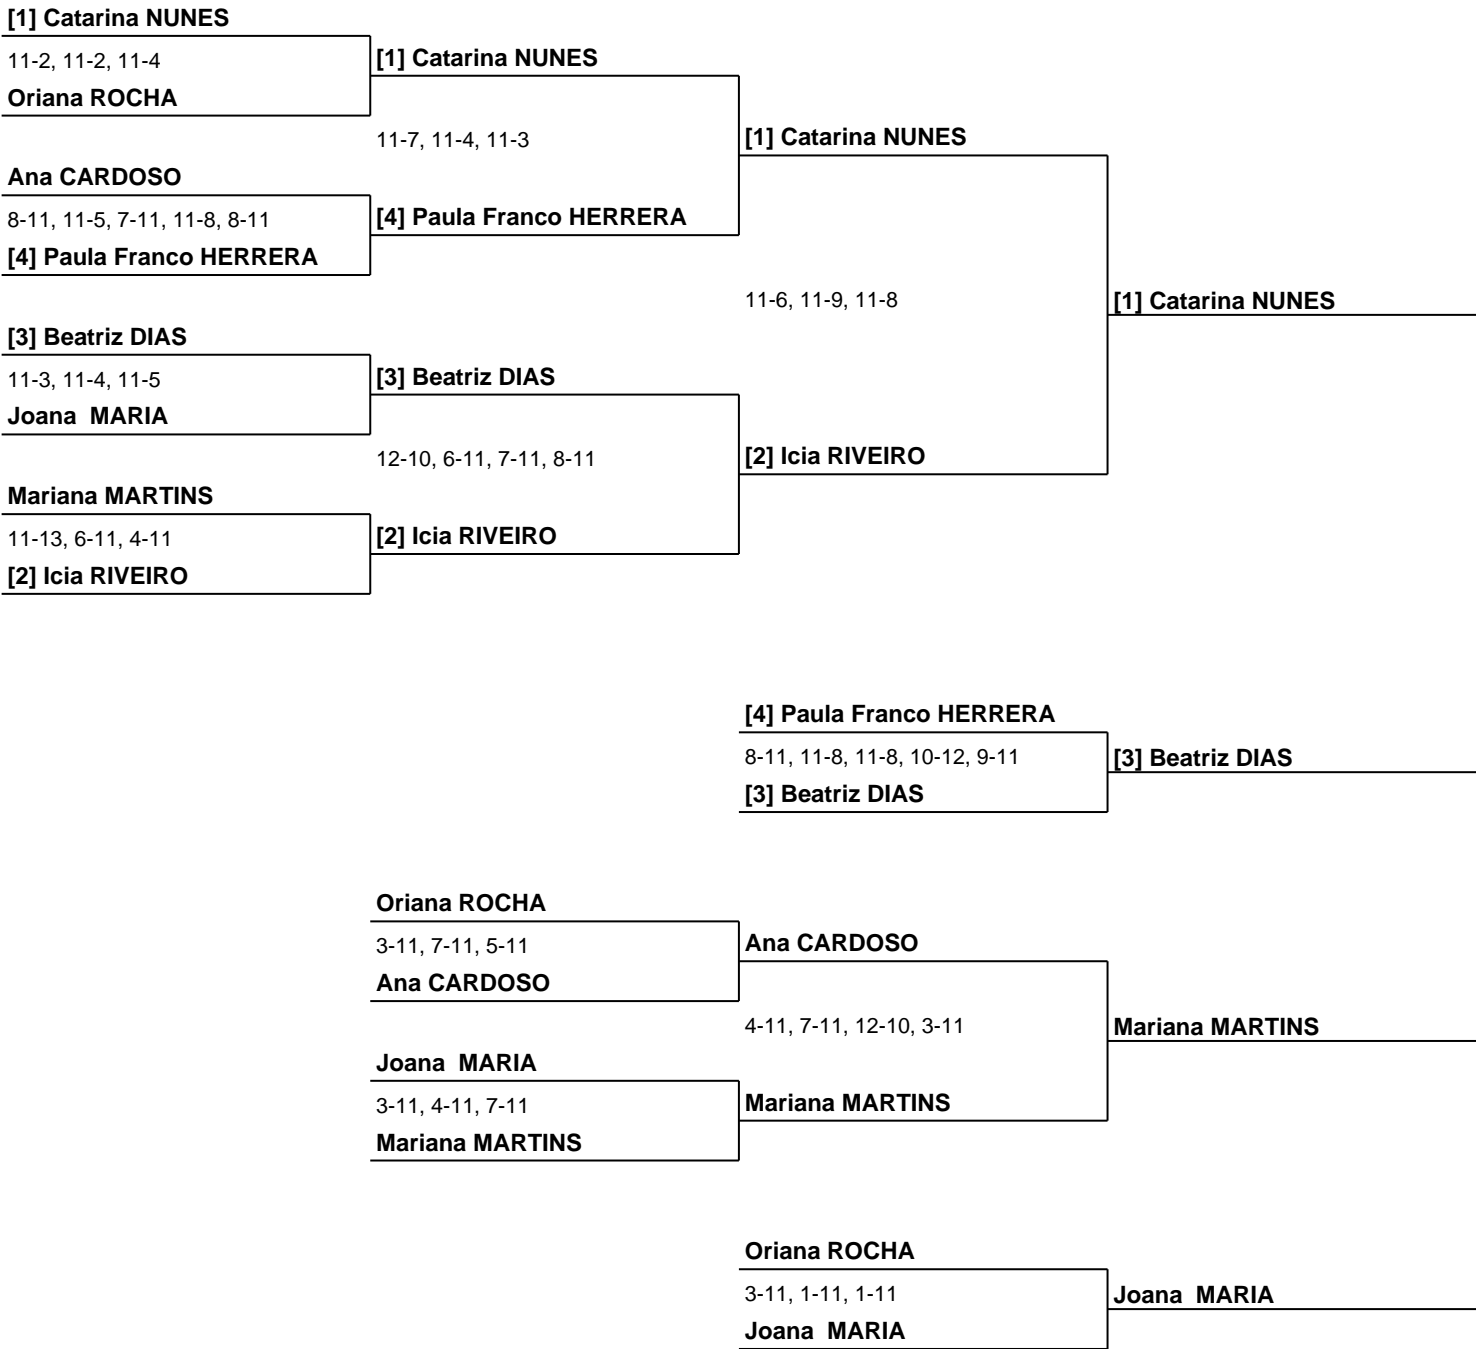 [1] Catarina NUNES
11-2, 11-2, 11-4
[1] Catarina NUNES
Oriana ROCHA
11-7, 11-4, 11-3
[1] Catarina NUNES
Ana CARDOSO
8-11, 11-5, 7-11, 11-8, 8-11
[4] Paula Franco HERRERA
[4] Paula Franco HERRERA
11-6, 11-9, 11-8
[1] Catarina NUNES
[3] Beatriz DIAS
11-3, 11-4, 11-5
[3] Beatriz DIAS
Joana  MARIA
12-10, 6-11, 7-11, 8-11
[2] Icia RIVEIRO
Mariana MARTINS
11-13, 6-11, 4-11
[2] Icia RIVEIRO
[2] Icia RIVEIRO
[4] Paula Franco HERRERA
8-11, 11-8, 11-8, 10-12, 9-11
[3] Beatriz DIAS
[3] Beatriz DIAS
Oriana ROCHA
3-11, 7-11, 5-11
Ana CARDOSO
Ana CARDOSO
4-11, 7-11, 12-10, 3-11
Mariana MARTINS
Joana  MARIA
3-11, 4-11, 7-11
Mariana MARTINS
Mariana MARTINS
Oriana ROCHA
3-11, 1-11, 1-11
Joana  MARIA
Joana  MARIA